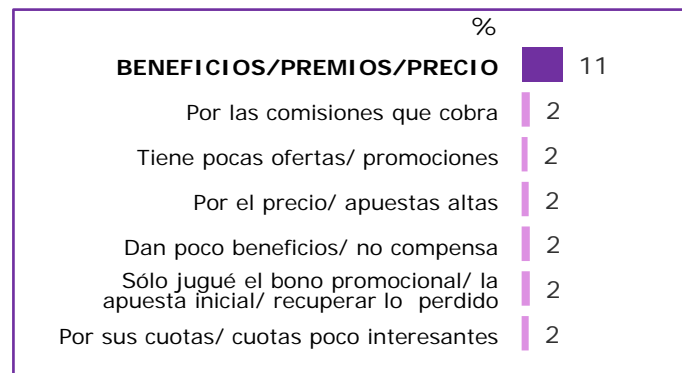 %
BENEFICIOS/PREMIOS/PRECIO 11
Por las comisiones que cobra 2
Tiene pocas ofertas/ promociones 2
Por el precio/ apuestas altas 2
Dan poco beneficios/ no compensa 2
Sólo jugué el bono promocional/ la
apuesta inicial/ recuperar lo perdido 2
Por sus cuotas/ cuotas poco interesantes 2